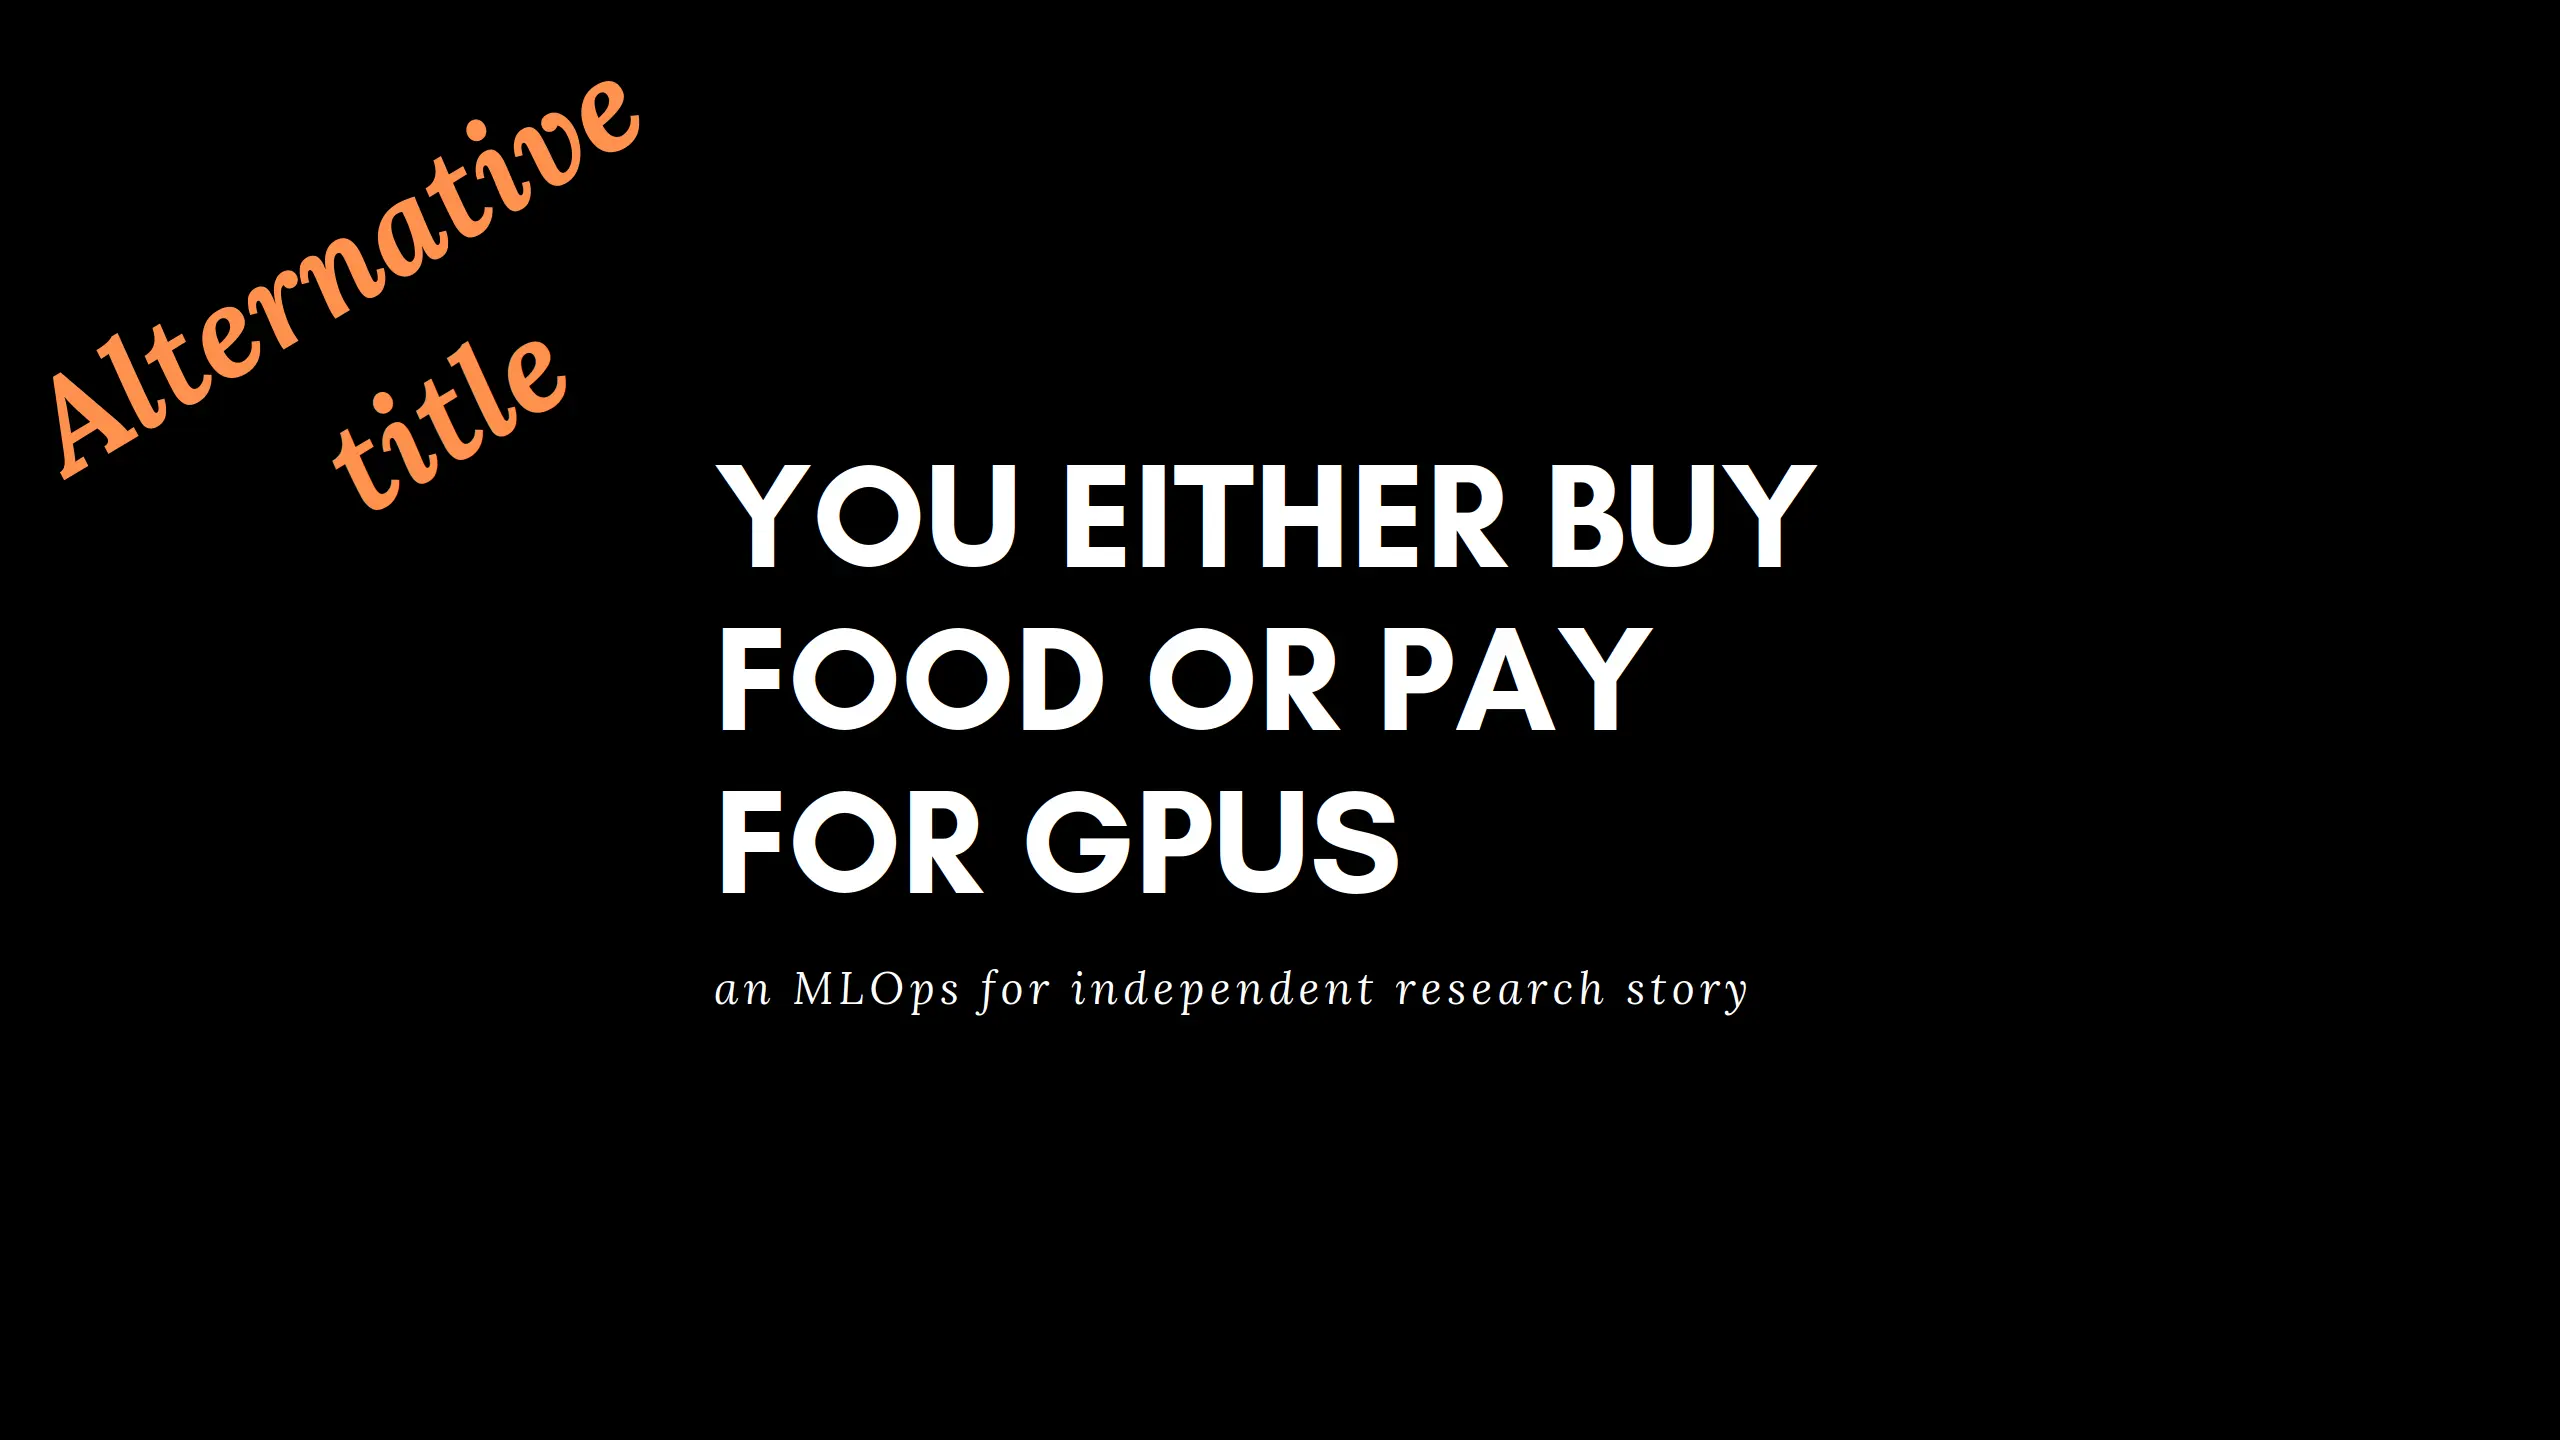 Alternative
title
YOU EITHER BUY
FOOD OR PAY
FOR GPUS
an MLOps for independent research story